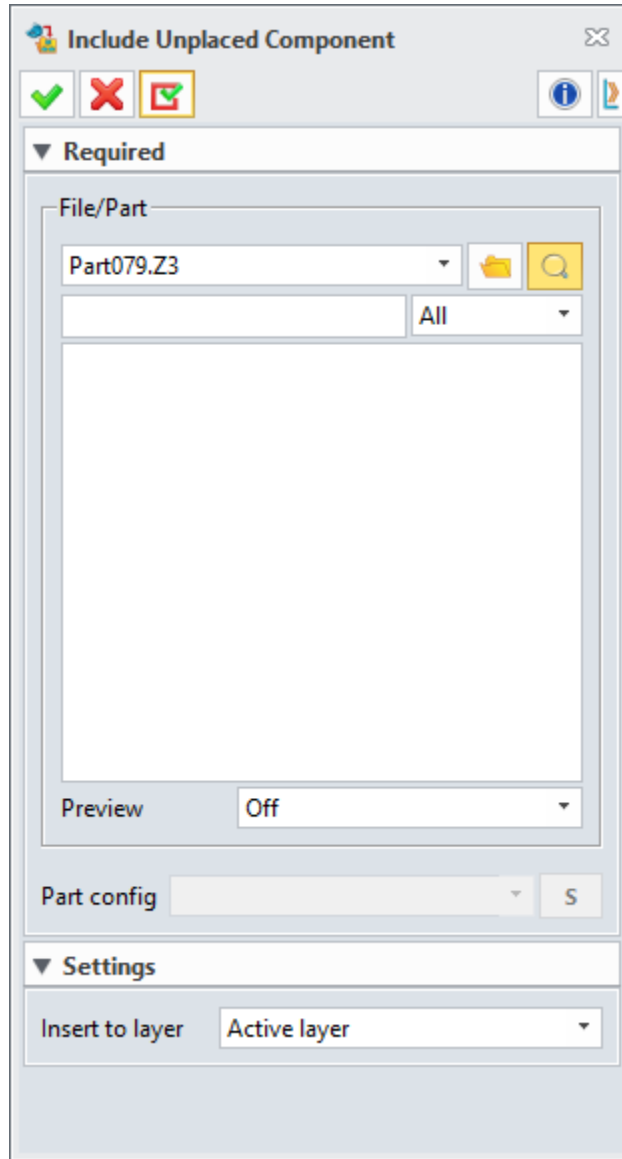 Include Unplaced Component
Required
File/Part
Part079.Z3
All
Preview Off
Part config S
Settings
Insert to layer Active layer